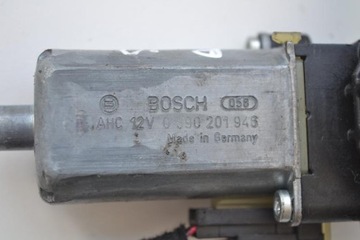 BOSCH 058
AHC 12V 0 390 201 946
Made in Germany